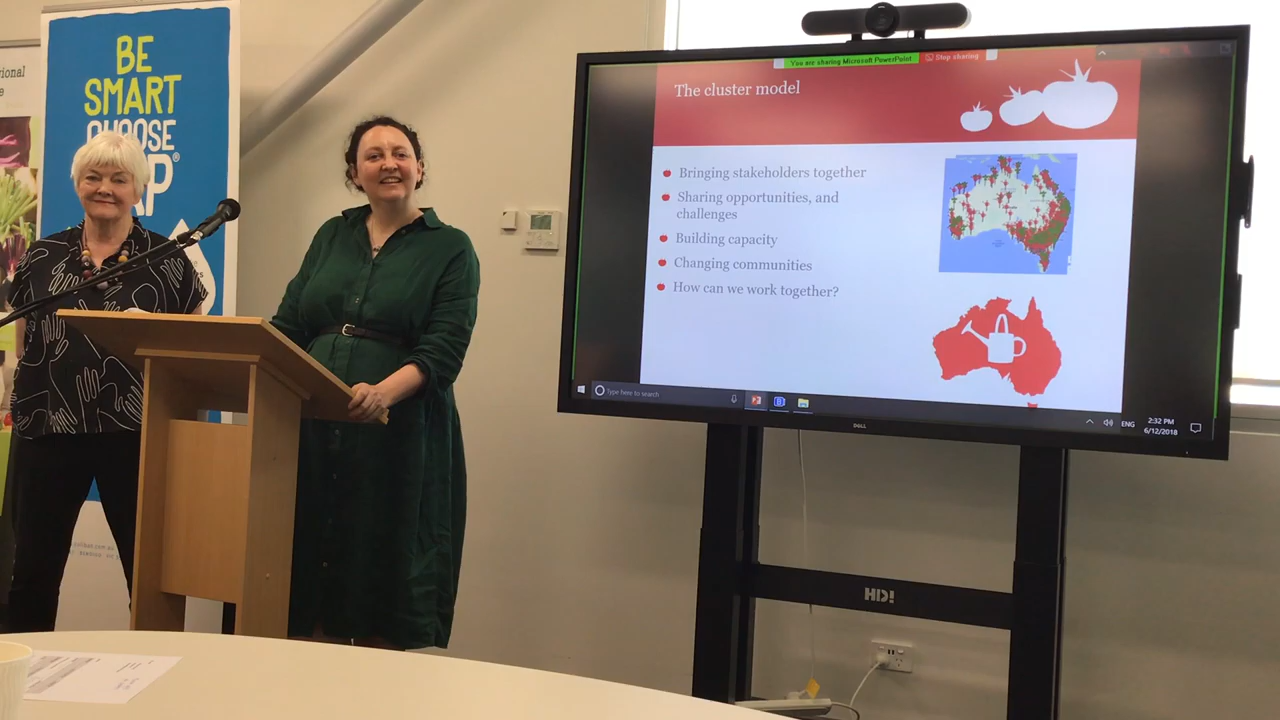 BE
SMART
CHOOSE
You are sharing Microsoft PowerPoint
Stop sharing
The cluster model
Bringing stakeholders together
Sharing opportunities, and
challenges
Building capacity
Changing communities
How can we work together?
Type here to search
ENG
2:32 PM
6/12/2018
DELL
HD!